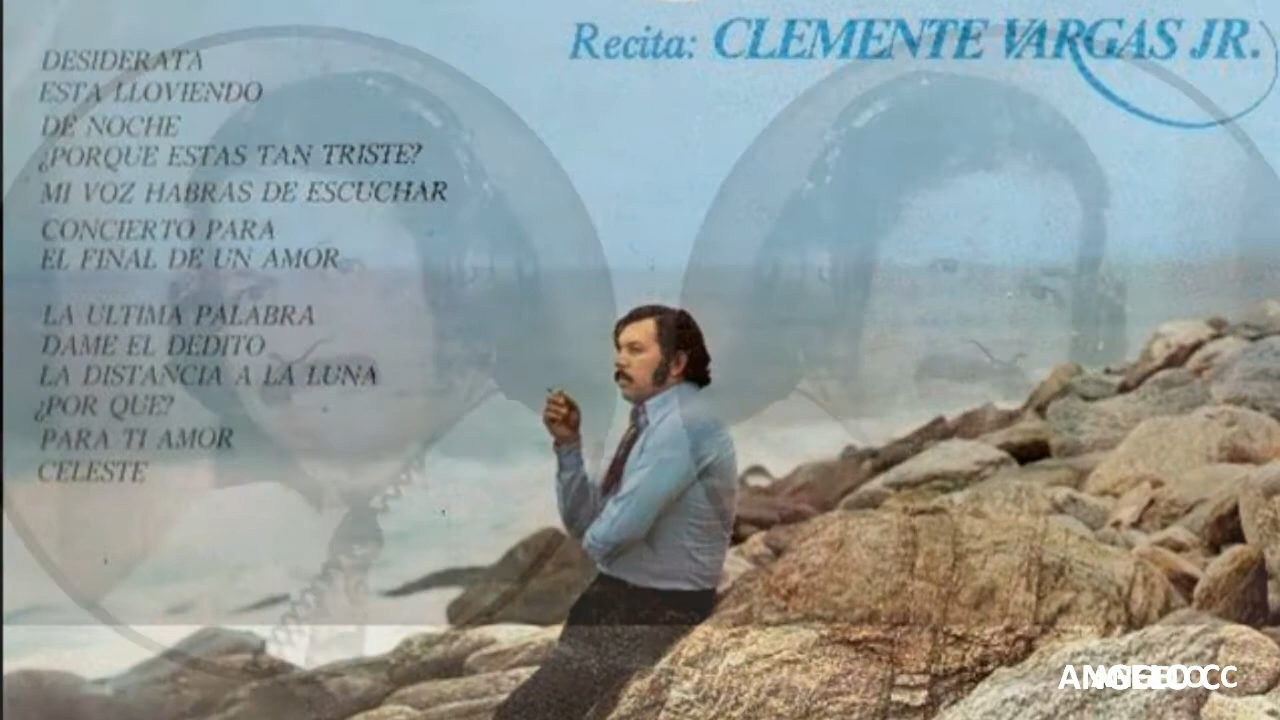 Recita: CLEMENTE VARGAS JR.
DESIDERATA
ESTA LLOVIENDO
DE NOCHE
¿PORQUE ESTAS TAN TRISTE?
MI VOZ HABRAS DE ESCUCHAR
CONCIERTO PARA
EL FINAL DE UN AMOR
LA ULTIMA PALABRA
DAME EL DEDITO
LA DISTANCIA A LA LUNA
¿POR QUE?
PARA TI AMOR
CELESTE